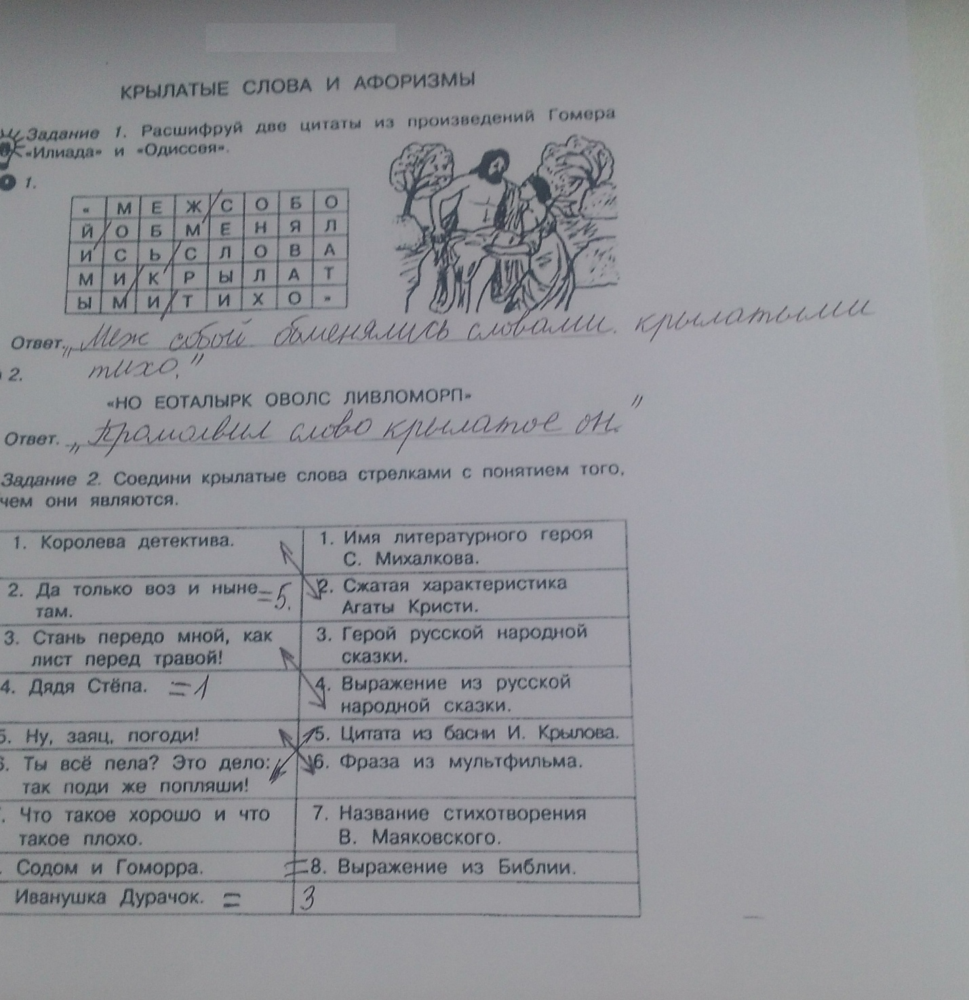 КРЫЛАТЫЕ СЛОВА И АФОРИЗМЫ
Задание 1. Расшифруй две цитаты из произведений Гомера
«Илиада» и «Одиссея».
1.
« М Е Ж С О Б О
Й О Б М Е Н Я Л
И С Ь С Л О В А
М И К Р Ы Л А Т
Ы М И Т И Х О »
Ответ. „Меж собой обменялись словами крылатыми
тихо."
2.
«НО ЕОТАЛЫРК ОВОЛС ЛИВЛОМОРП»
Ответ. „Промолвил слово крылатое он."
Задание 2. Соедини крылатые слова стрелками с понятием того,
чем они являются.
1. Королева детектива.
1. Имя литературного героя
С. Михалкова.
2. Да только воз и ныне =5.
там.
2. Сжатая характеристика
Агаты Кристи.
3. Стань передо мной, как
лист перед травой!
3. Герой русской народной
сказки.
4. Дядя Стёпа. =1
4. Выражение из русской
народной сказки.
5. Ну, заяц, погоди!
5. Цитата из басни И. Крылова.
6. Ты всё пела? Это дело:
так поди же попляши!
6. Фраза из мультфильма.
. Что такое хорошо и что
такое плохо.
7. Название стихотворения
В. Маяковского.
. Содом и Гоморра. =
8. Выражение из Библии.
Иванушка Дурачок. = 3